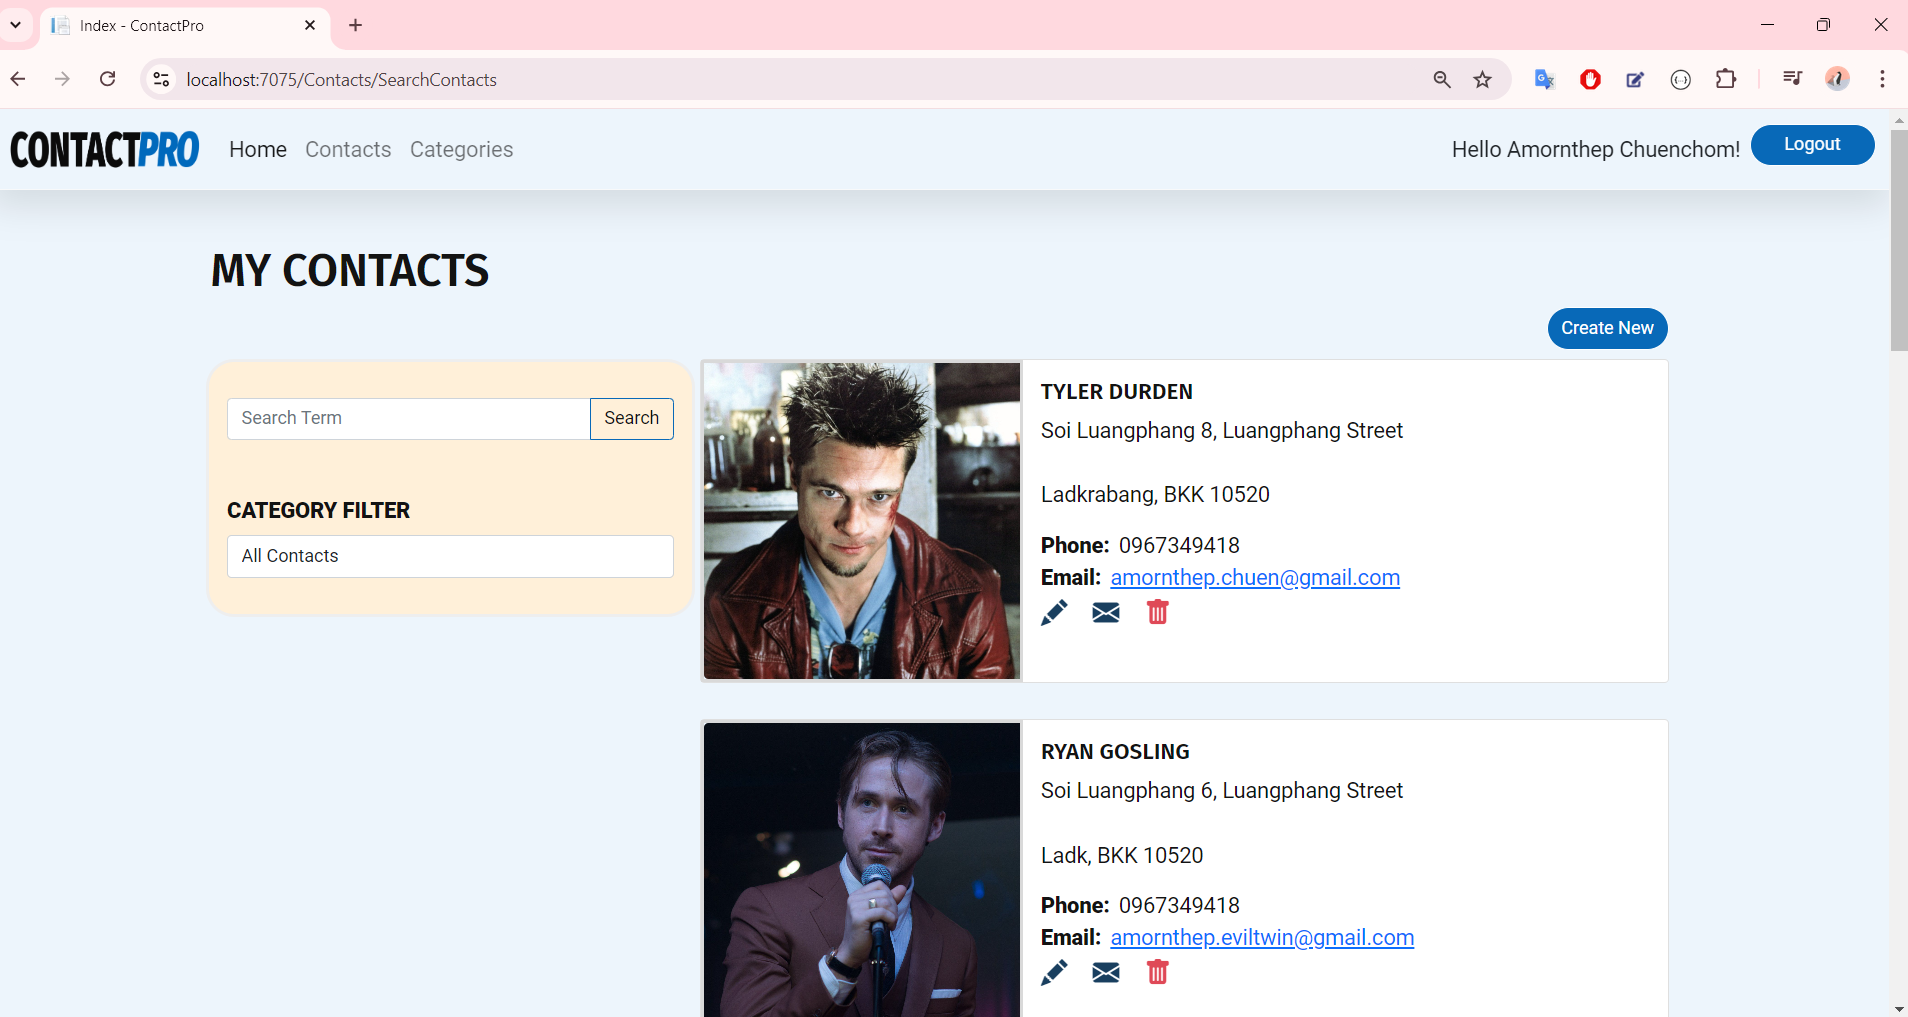 Index - ContactPro
localhost:7075/Contacts/SearchContacts
CONTACTPRO Home Contacts Categories Hello Amornthep Chuenchom! Logout
MY CONTACTS
Create New
Search Term Search
CATEGORY FILTER
All Contacts
TYLER DURDEN
Soi Luangphang 8, Luangphang Street
Ladkrabang, BKK 10520
Phone: 0967349418
Email: amornthep.chuen@gmail.com
RYAN GOSLING
Soi Luangphang 6, Luangphang Street
Ladk, BKK 10520
Phone: 0967349418
Email: amornthep.eviltwin@gmail.com